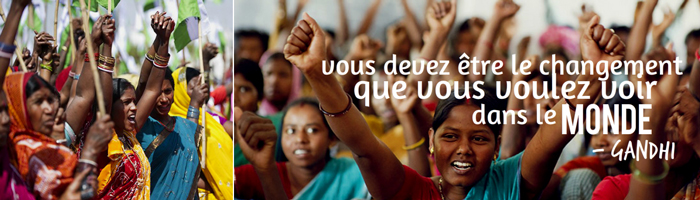 vous devez être le changement
que vous voulez voir
dans le MONDE
- GANDHI